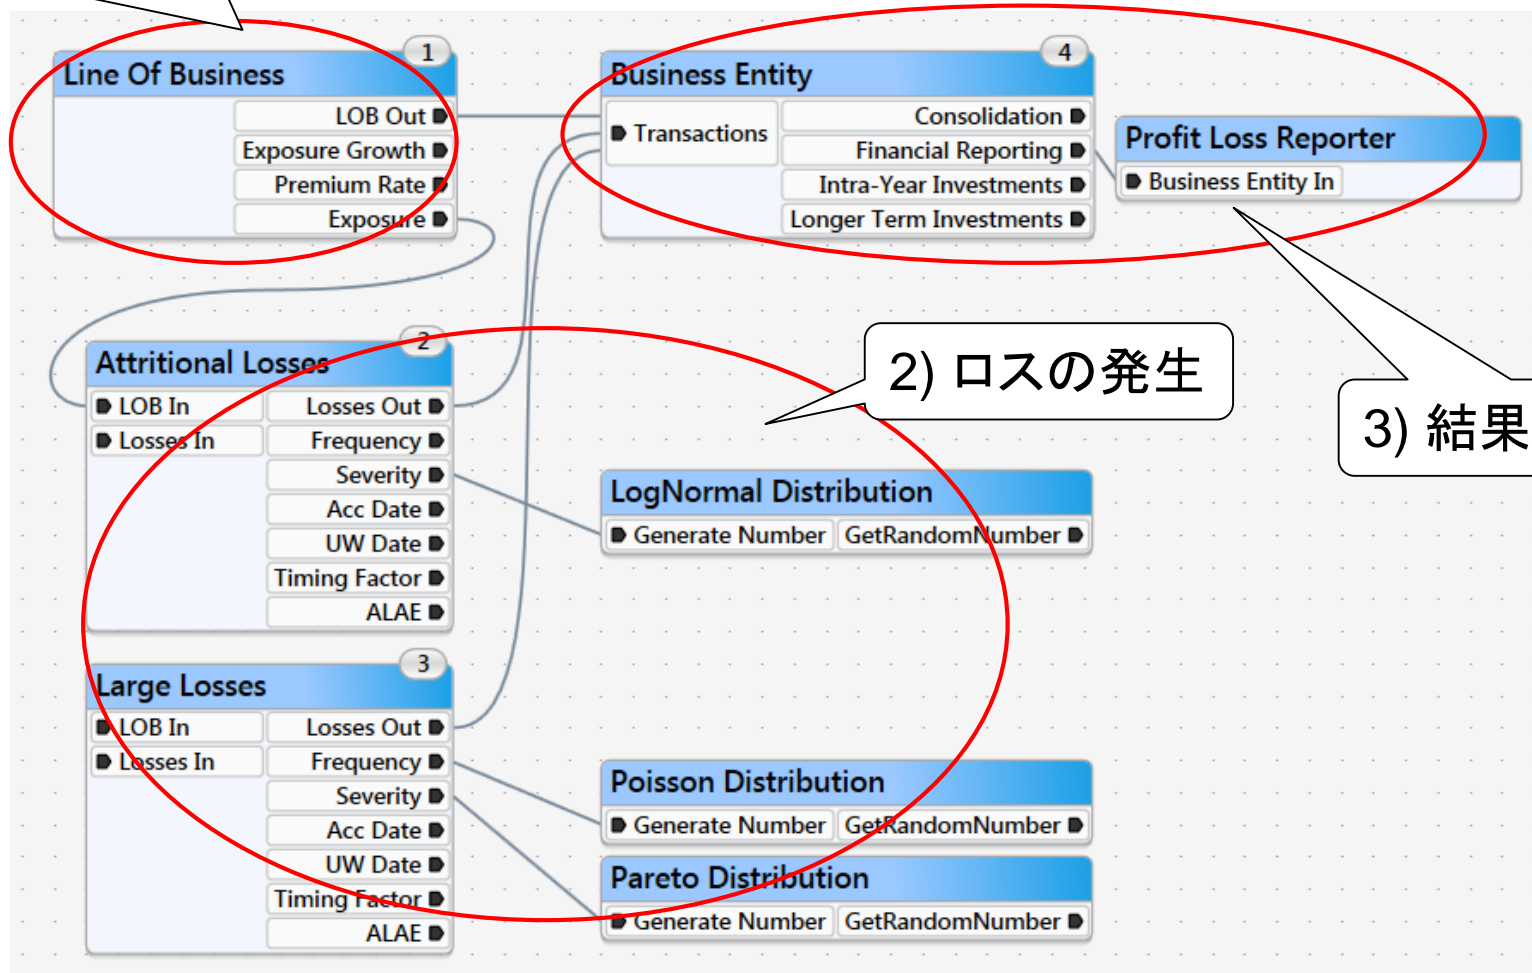 1
Line Of Business
LOB Out
Exposure Growth
Premium Rate
Exposure
4
Business Entity
Transactions
Consolidation
Financial Reporting
Intra-Year Investments
Longer Term Investments
Profit Loss Reporter
Business Entity In
2
Attritional Losses
LOB In
Losses Out
Losses In
Frequency
Severity
Acc Date
UW Date
Timing Factor
ALAE
2) ロスの発生
3) 結果
LogNormal Distribution
Generate Number
GetRandomNumber
3
Large Losses
LOB In
Losses Out
Losses In
Frequency
Severity
Acc Date
UW Date
Timing Factor
ALAE
Poisson Distribution
Generate Number
GetRandomNumber
Pareto Distribution
Generate Number
GetRandomNumber